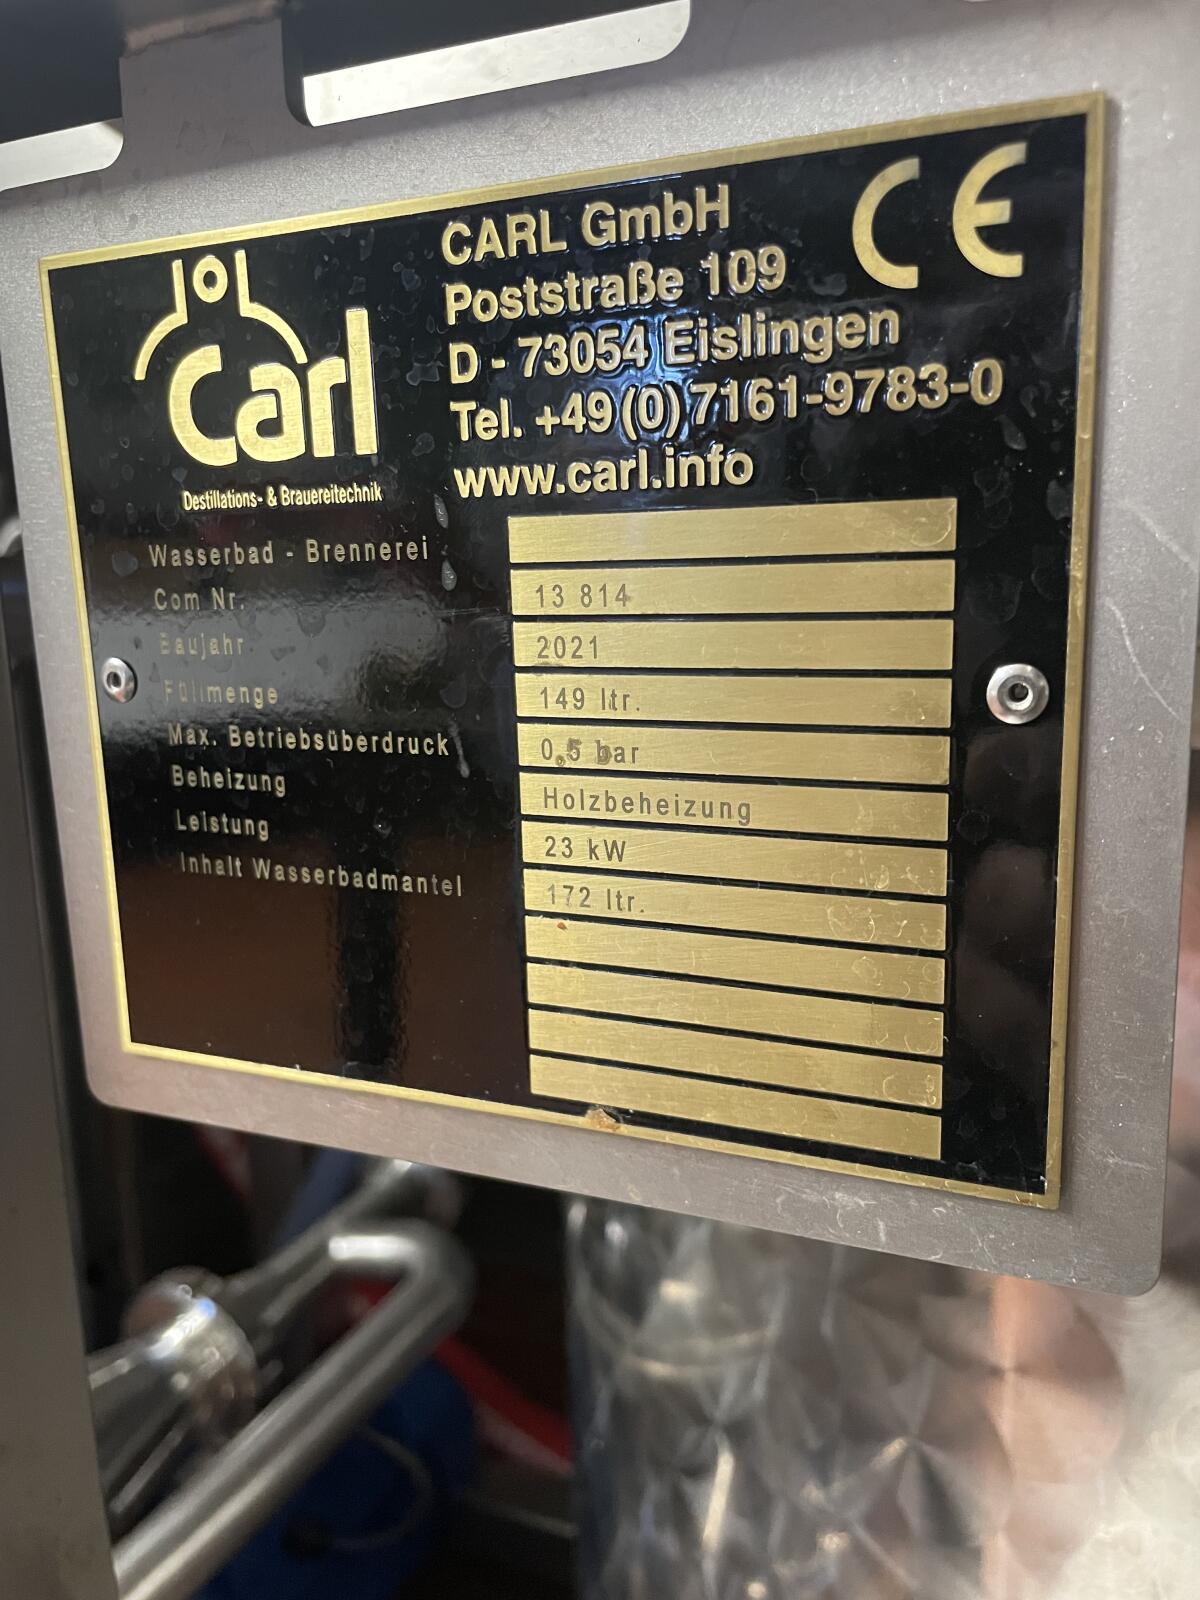 Carl
Destillations- & Brauereitechnik
CARL GmbH
Poststraße 109
D - 73054 Eislingen
Tel. +49 (0) 7161-9783-0
www.carl.info
CE
Wasserbad - Brennerei
Com Nr. 13 814
Baujahr 2021
Füllmenge 149 ltr.
Max. Betriebsüberdruck 0,5 bar
Beheizung Holzbeheizung
Leistung 23 kW
Inhalt Wasserbadmantel 172 ltr.